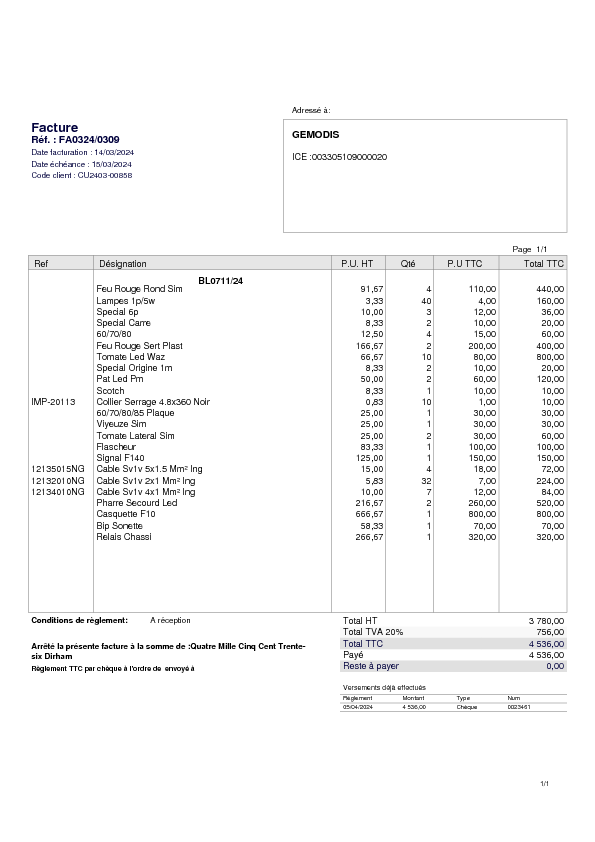 Adressé à:
Facture
Réf. : FA0324/0309
Date facturation : 14/03/2024
Date échéance : 15/03/2024
Code client : CU2403-00858
GEMODIS
ICE :003305109000020
Page 1/1
Ref Désignation P.U. HT Qté P.U TTC Total TTC
BL0711/24
Feu Rouge Rond Sim 91,67 4 110,00 440,00
Lampes 1p/5w 3,33 40 4,00 160,00
Special 6p 10,00 3 12,00 36,00
Special Carre 8,33 2 10,00 20,00
60/70/80 12,50 4 15,00 60,00
Feu Rouge Sert Plast 166,67 2 200,00 400,00
Tomate Led Waz 66,67 10 80,00 800,00
Special Origine 1m 8,33 2 10,00 20,00
Pat Led Pm 50,00 2 60,00 120,00
Scotch 8,33 1 10,00 10,00
IMP-20113 Collier Serrage 4.8x360 Noir 0,83 10 1,00 10,00
60/70/80/85 Plaque 25,00 1 30,00 30,00
Viyeuze Sim 25,00 1 30,00 30,00
Tomate Lateral Sim 25,00 2 30,00 60,00
Flascheur 83,33 1 100,00 100,00
Signal F140 125,00 1 150,00 150,00
12135015NG Cable Sv1v 5x1.5 Mm² Ing 15,00 4 18,00 72,00
12132010NG Cable Sv1v 2x1 Mm² Ing 5,83 32 7,00 224,00
12134010NG Cable Sv1v 4x1 Mm² Ing 10,00 7 12,00 84,00
Pharre Secourd Led 216,67 2 260,00 520,00
Casquette F10 666,67 1 800,00 800,00
Bip Sonette 58,33 1 70,00 70,00
Relais Chassi 266,67 1 320,00 320,00
Conditions de règlement: A réception
Total HT 3 780,00
Total TVA 20% 756,00
Total TTC 4 536,00
Payé 4 536,00
Reste à payer 0,00
Arrêté la présente facture à la somme de :Quatre Mille Cinq Cent Trente-
six Dirham
Règlement TTC par chèque à l'ordre de envoyé à
Versements déjà effectués
Règlement Montant Type Num
05/04/2024 4 536,00 Chèque 0023461
1/1